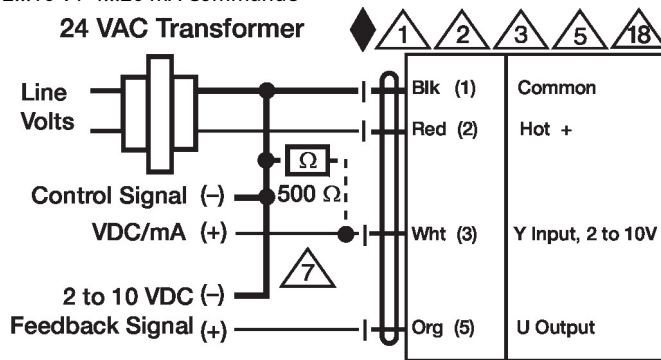 24 VAC Transformer
1 2 3 5 18
Line Volts
Blk (1) Common
Red (2) Hot +
Ω
500 Ω
Control Signal (–)
VDC/mA (+)
Wht (3) Y Input, 2 to 10V
7
2 to 10 VDC (–)
Feedback Signal (+)
Org (5) U Output